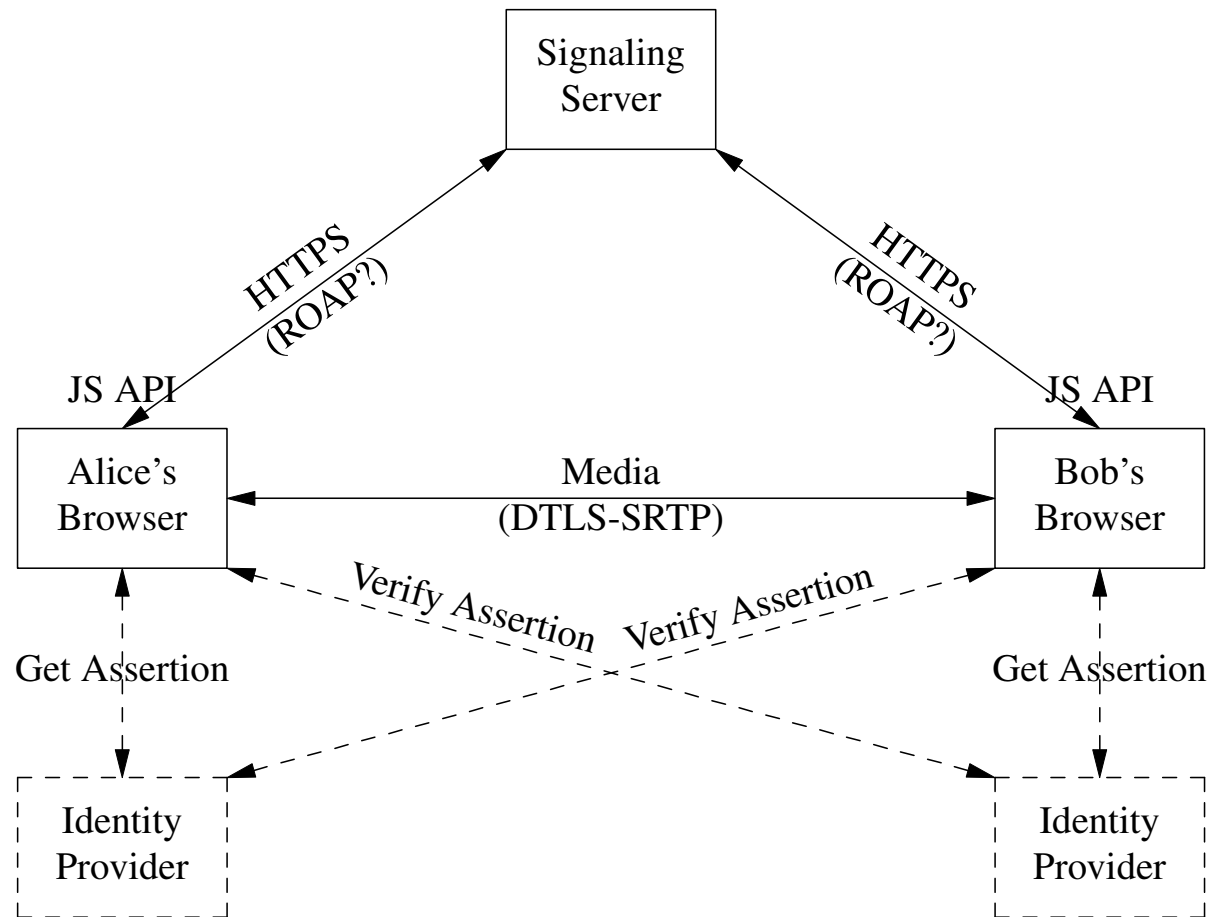 Signaling
Server
HTTPS
(ROAP?)
HTTPS
(ROAP?)
JS API
JS API
Alice's
Browser
Media
(DTLS-SRTP)
Bob's
Browser
Verify Assertion
Verify Assertion
Get Assertion
Get Assertion
Identity
Provider
Identity
Provider